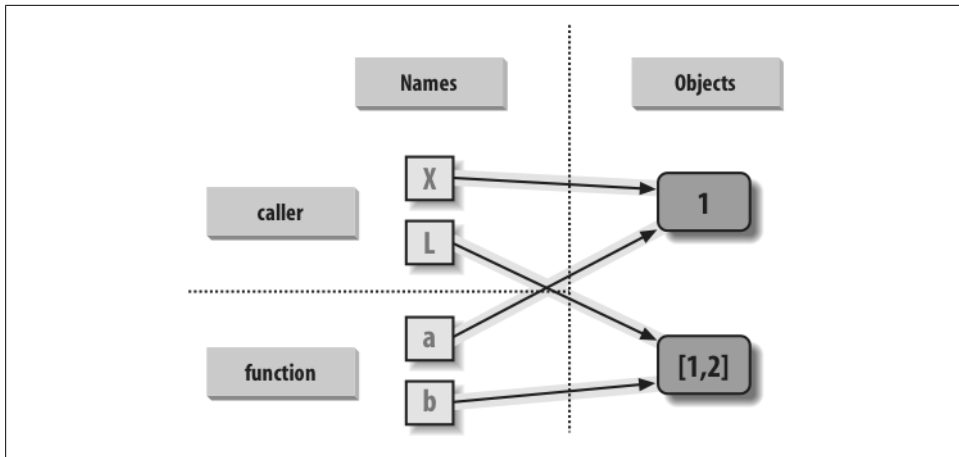 Names
Objects
X
caller
1
L
a
function
[1,2]
b